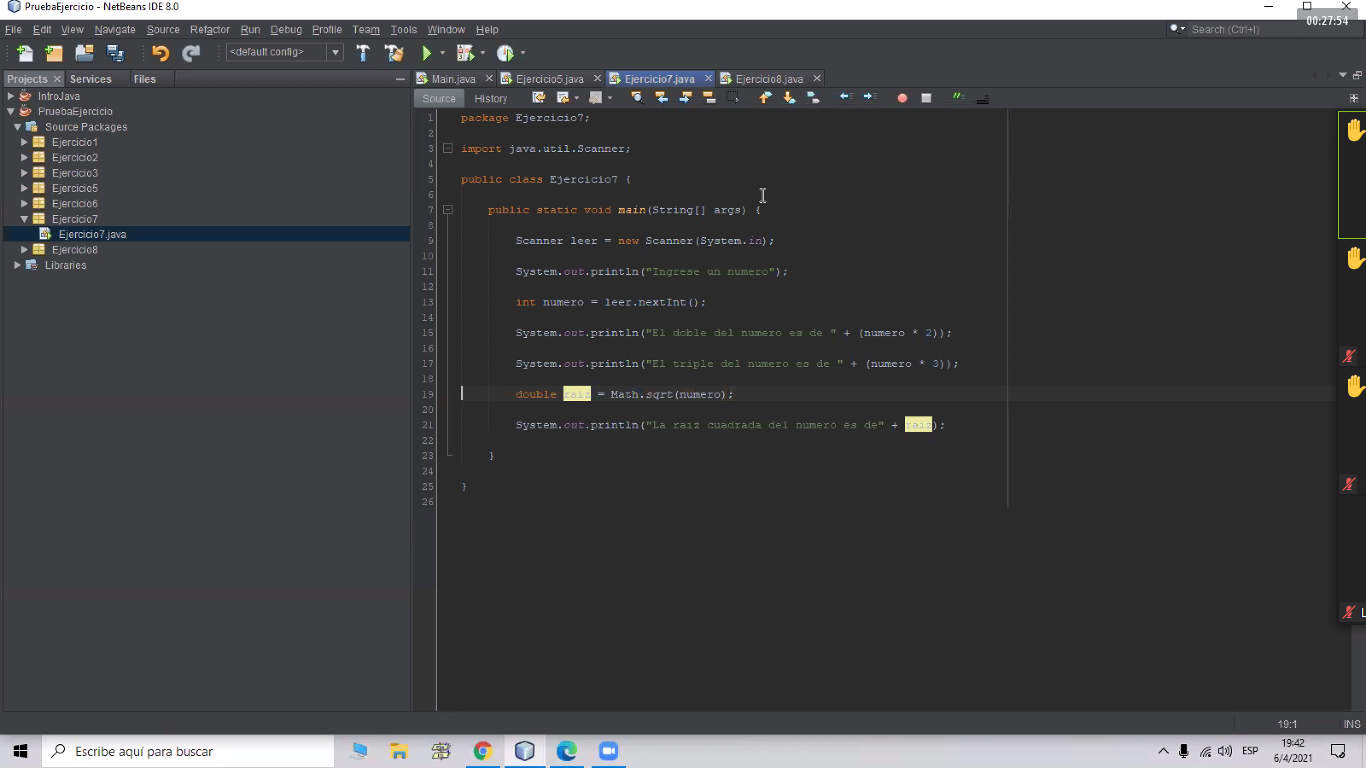 PruebaEjercicio - NetBeans IDE 8.0
00:27:54
File Edit View Navigate Source Refactor Run Debug Profile Team Tools Window Help
Search (Ctrl+I)
<default config>
Projects Services Files
Main.java Ejercicio5.java Ejercicio7.java Ejercicio8.java
Source History
IntroJava
PruebaEjercicio
Source Packages
Ejercicio1
Ejercicio2
Ejercicio3
Ejercicio5
Ejercicio6
Ejercicio7
Ejercicio7.java
Ejercicio8
Libraries
1 package Ejercicio7;
2
3 import java.util.Scanner;
4
5 public class Ejercicio7 {
6
7 public static void main(String[] args) {
8
9 Scanner leer = new Scanner(System.in);
10
11 System.out.println("Ingrese un numero");
12
13 int numero = leer.nextInt();
14
15 System.out.println("El doble del numero es de " + (numero * 2));
16
17 System.out.println("El triple del numero es de " + (numero * 3));
18
19 double raiz = Math.sqrt(numero);
20
21 System.out.println("La raiz cuadrada del numero es de" + raiz);
22
23 }
24
25 }
26
L
19:1 INS
Escribe aquí para buscar
ESP
19:42
6/4/2021